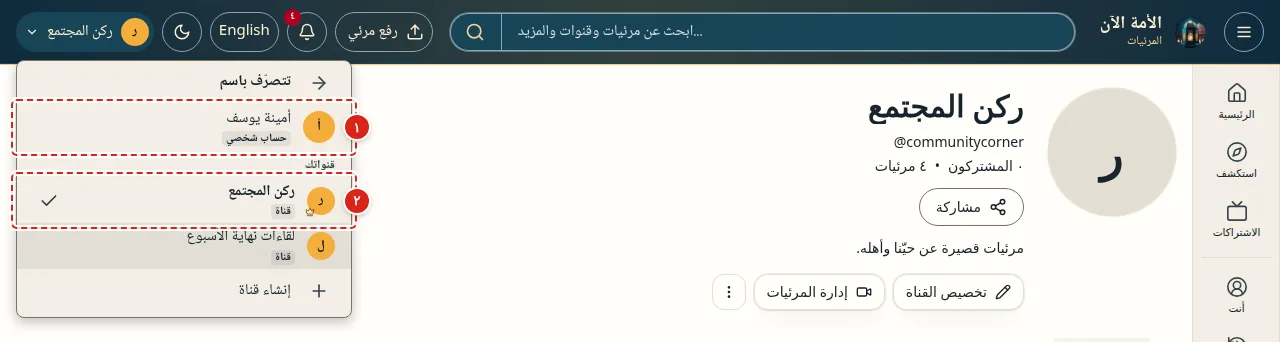 الأمة الآن
المرئيات
ابحث عن مرئيات وقنوات والمزيد...
رفع مرئي
٤
English
ر
ركن المجتمع
الرئيسية
استكشف
الاشتراكات
أنت
ر
ركن المجتمع
@communitycorner
٠ المشتركون • ٤ مرئيات
مشاركة
مرئيات قصيرة عن حيّنا وأهله.
تخصيص القناة
إدارة المرئيات
تتصرّف باسم
١
أ
أمينة يوسف
حساب شخصي
قنواتك
٢
ر
ركن المجتمع
قناة
ل
لقاءات نهاية الأسبوع
قناة
إنشاء قناة